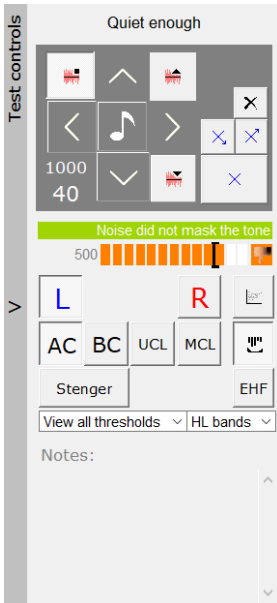 Test controls
Quiet enough
1000
40
Noise did not mask the tone
500
L
R
AC
BC
UCL
MCL
Stenger
EHF
View all thresholds
HL bands
Notes: